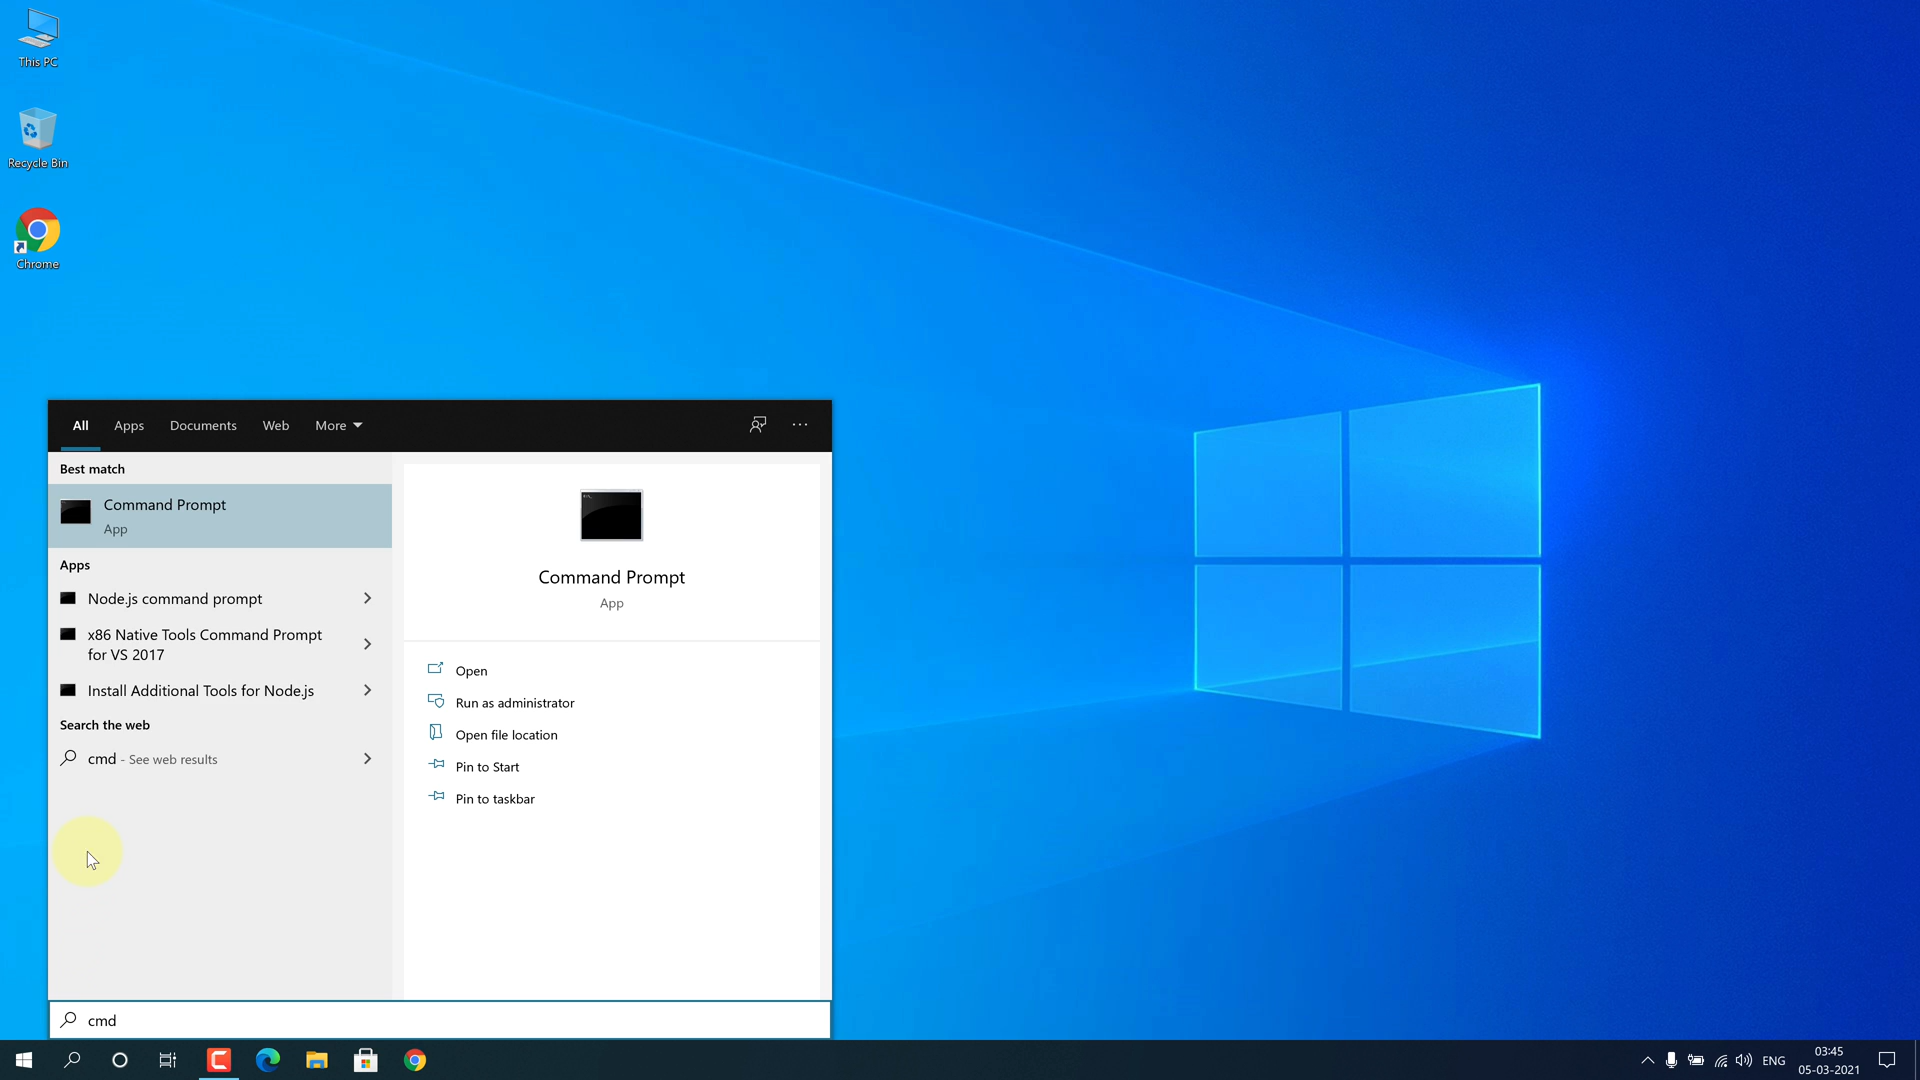 This PC
Recycle Bin
Chrome
All Apps Documents Web More
Best match
Command Prompt
App
Apps
Node.js command prompt
x86 Native Tools Command Prompt
for VS 2017
Install Additional Tools for Node.js
Search the web
cmd - See web results
Command Prompt
App
Open
Run as administrator
Open file location
Pin to Start
Pin to taskbar
cmd
ENG
03:45
05-03-2021